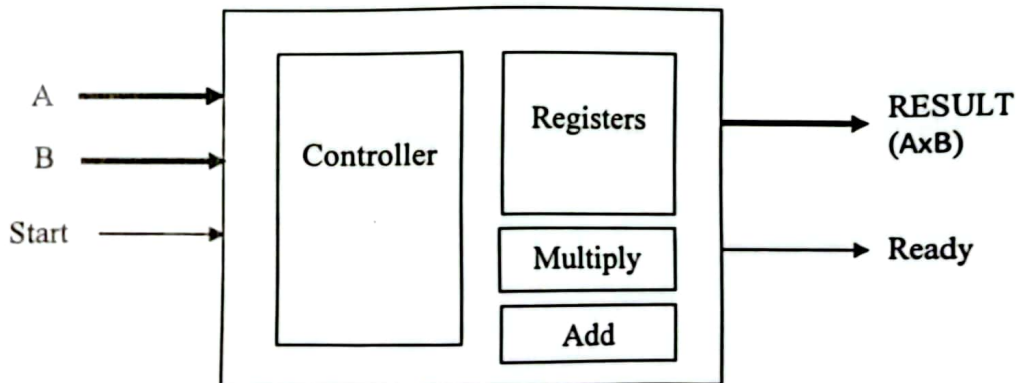 A
B
Start
Controller
Registers
Multiply
Add
RESULT
(AxB)
Ready